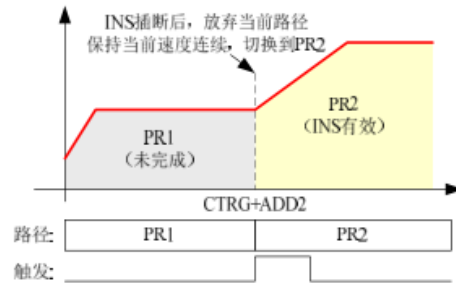 INS插断后，放弃当前路径
保持当前速度连续，切换到PR2
PR1
（未完成）
PR2
（INS有效）
CTRG+ADD2
路径:
PR1
PR2
触发: